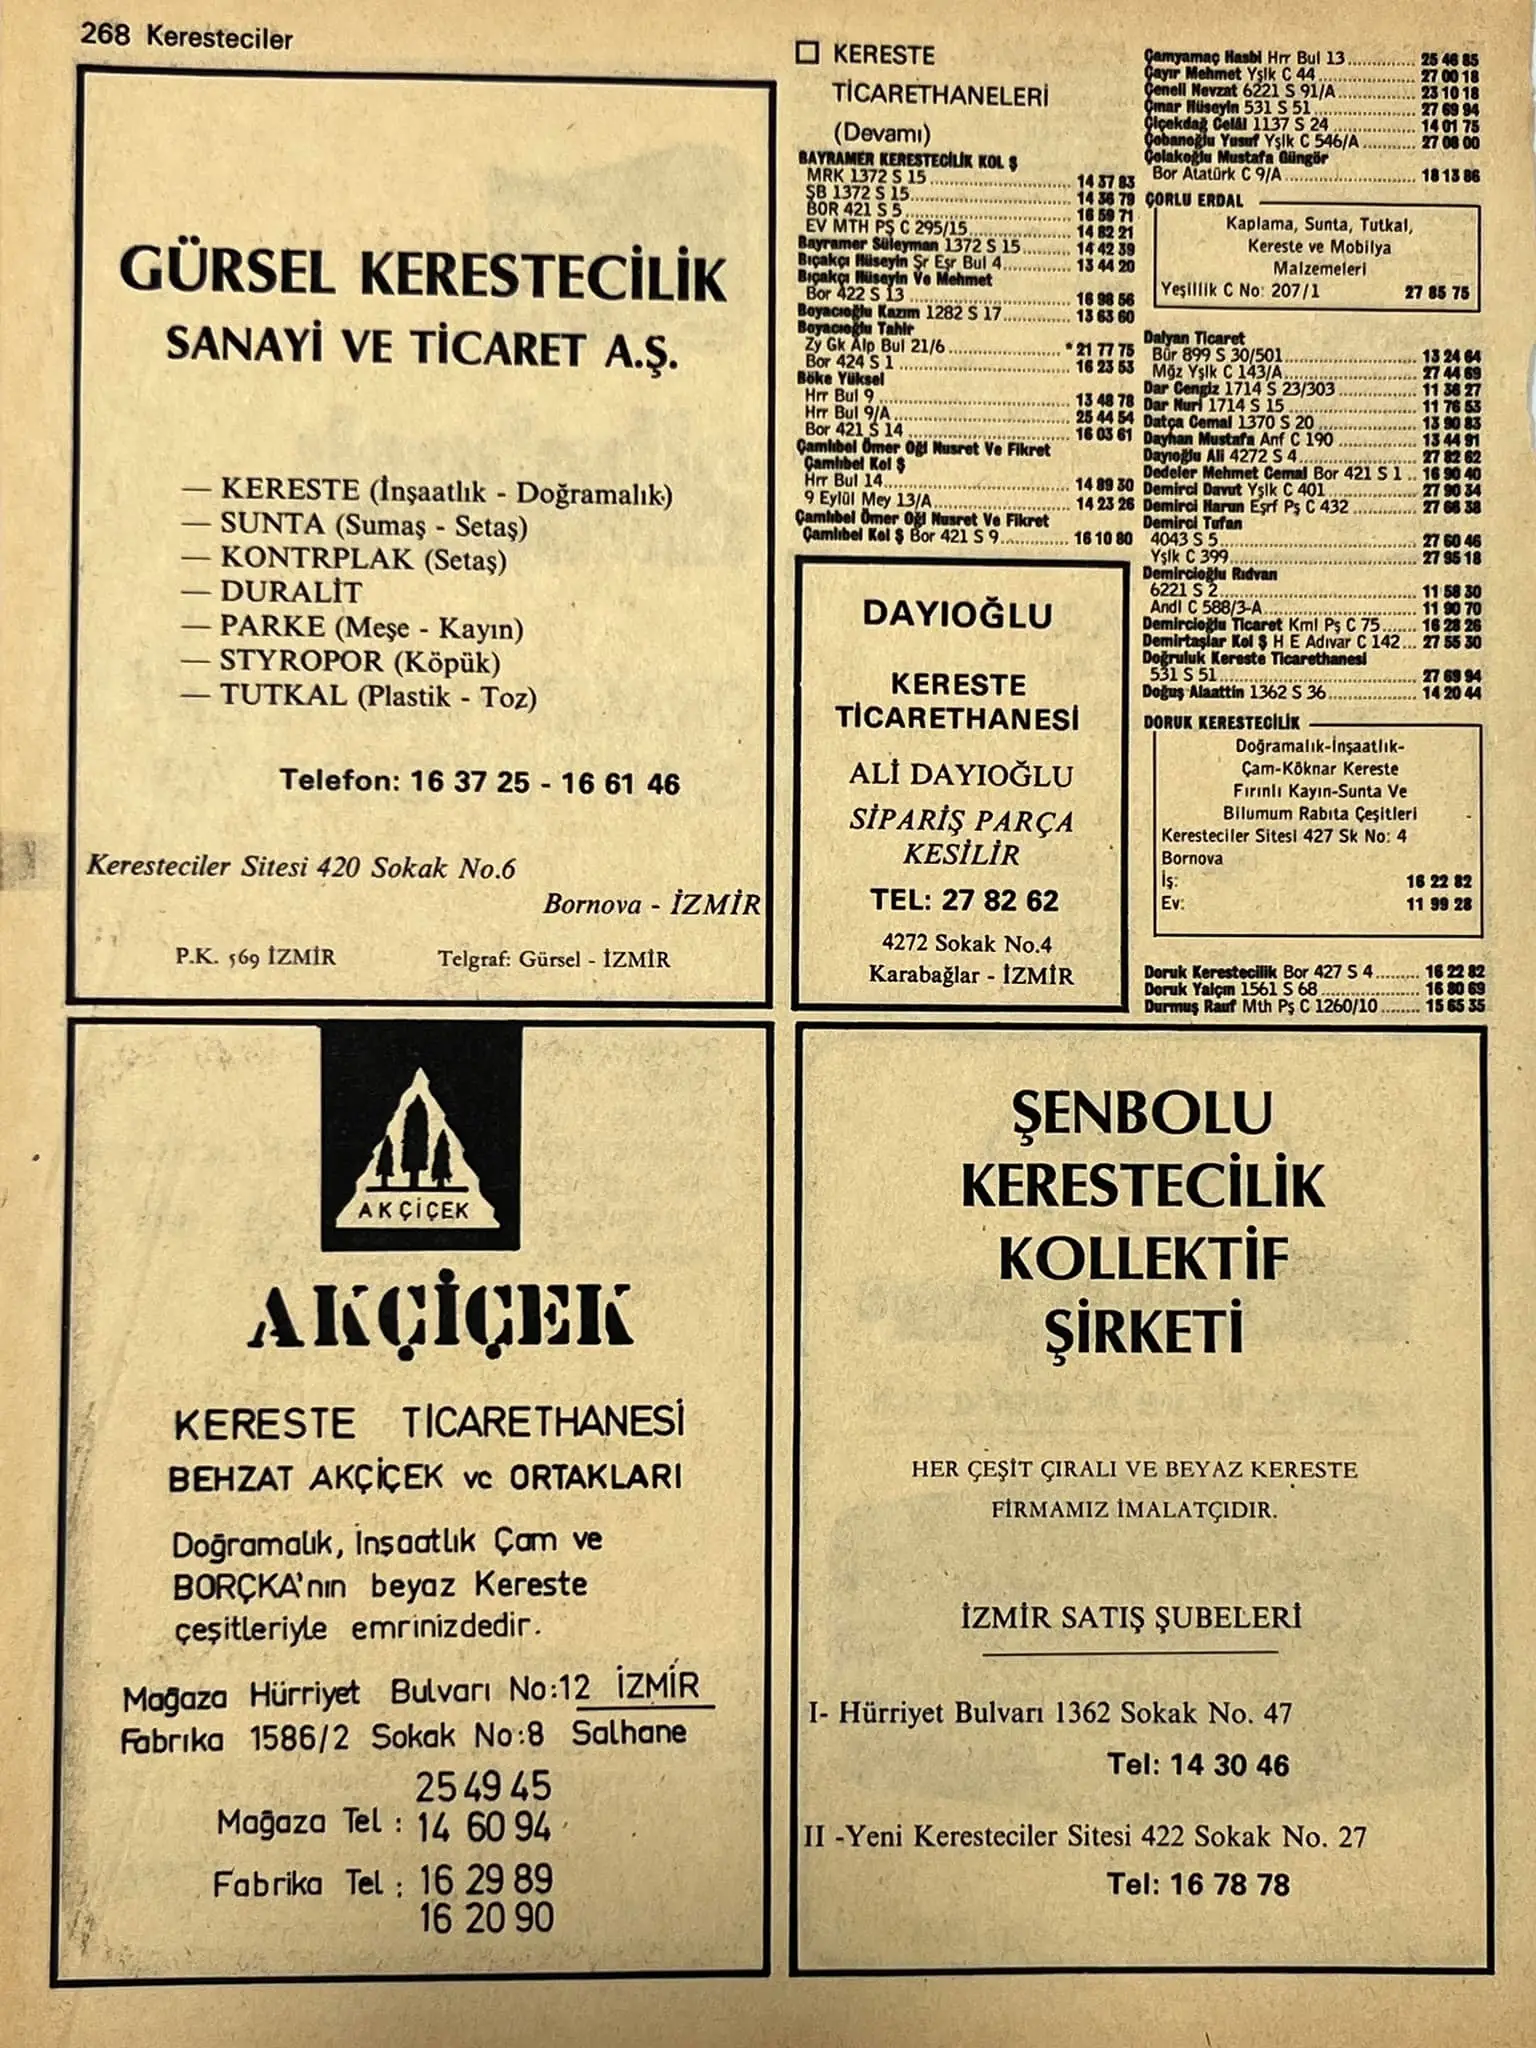 268 Keresteciler
GÜRSEL KERESTECİLİK
SANAYİ VE TİCARET A.Ş.
— KERESTE (İnşaatlık - Doğramalık)
— SUNTA (Sumaş - Setaş)
— KONTRPLAK (Setaş)
— DURALİT
— PARKE (Meşe - Kayın)
— STYROPOR (Köpük)
— TUTKAL (Plastik - Toz)
Telefon: 16 37 25 - 16 61 46
Keresteciler Sitesi 420 Sokak No.6
Bornova - İZMİR
P.K. 569 İZMİR Telgraf: Gürsel - İZMİR
AKÇİÇEK
AKÇİÇEK
KERESTE TİCARETHANESİ
BEHZAT AKÇİÇEK ve ORTAKLARI
Doğramalık, İnşaatlık Çam ve
BORÇKA'nın beyaz Kereste
çeşitleriyle emrinizdedir.
Mağaza Hürriyet Bulvarı No:12 İZMİR
Fabrika 1586/2 Sokak No:8 Salhane
25 49 45
Mağaza Tel : 14 60 94
Fabrika Tel : 16 29 89
16 20 90
KERESTE
TİCARETHANELERİ
(Devamı)
BAYRAMER KERESTECİLİK KOL Ş
MRK 1372 S 15 14 37 83
ŞB 1372 S 15 14 36 79
BOR 421 S 5 16 59 71
EV MTH PŞ C 295/15 14 82 21
Bayramer Süleyman 1372 S 15 14 42 39
Bıçakçı Hüseyin Şr Eşr Bul 4 13 44 20
Bıçakçı Hüseyin Ve Mehmet
Bor 422 S 13 16 98 56
Boyacıoğlu Kazım 1282 S 17 13 63 60
Boyacıoğlu Tahir
Zy Gk Alp Bul 21/6 *21 77 75
Bor 424 S 1 16 23 53
Böke Yüksel
Hrr Bul 9 13 48 78
Hrr Bul 9/A 25 44 54
Bor 421 S 14 16 03 61
Çamlıbel Ömer Oğl Nusret Ve Fikret
Çamlıbel Kol Ş
Hrr Bul 14 14 89 30
9 Eylül Mey 13/A 14 23 26
Çamlıbel Ömer Oğl Nusret Ve Fikret
Çamlıbel Kol Ş Bor 421 S 9 16 10 80
DAYIOĞLU
KERESTE
TİCARETHANESİ
ALİ DAYIOĞLU
SİPARİŞ PARÇA
KESİLİR
TEL: 27 82 62
4272 Sokak No.4
Karabağlar - İZMİR
Çamyamaç Hasbi Hrr Bul 13 25 46 85
Çayır Mehmet Yşlk C 44 27 00 18
Çeneli Nevzat 6221 S 91/A 23 10 18
Çınar Hüseyin 531 S 51 27 69 94
Çiçekdağ Celâl 1137 S 24 14 01 75
Çobanoğlu Yusuf Yşlk C 546/A 27 08 00
Çolakoğlu Mustafa Güngör
Bor Atatürk C 9/A 18 13 86
ÇORLU ERDAL
Kaplama, Sunta, Tutkal,
Kereste ve Mobilya
Malzemeleri
Yeşillik C No: 207/1 27 85 75
Dalyan Ticaret
Bür 899 S 30/501 13 24 64
Mğz Yşlk C 143/A 27 44 69
Dar Cengiz 1714 S 23/303 11 36 27
Dar Nuri 1714 S 15 11 76 53
Datça Cemal 1370 S 20 13 90 83
Dayhan Mustafa Anf C 190 13 44 91
Dayıoğlu Ali 4272 S 4 27 82 62
Dedeler Mehmet Cemal Bor 421 S 1 16 90 40
Demirci Davut Yşlk C 401 27 90 34
Demirci Harun Eşrf Pş C 432 27 66 38
Demirci Tufan
4043 S 5 27 60 46
Yşlk C 399 27 95 18
Demircioğlu Rıdvan
6221 S 2 11 58 30
Andl C 588/3-A 11 90 70
Demircioğlu Ticaret Kml Pş C 75 16 28 26
Demirtaşlar Kol Ş H E Adıvar C 142 27 55 30
Doğruluk Kereste Ticarethanesi
531 S 51 27 69 94
Doğuş Alaattin 1362 S 36 14 20 44
DORUK KERESTECİLİK
Doğramalık-İnşaatlık-
Çam-Köknar Kereste
Fırınlı Kayın-Sunta Ve
Bilumum Rabıta Çeşitleri
Keresteciler Sitesi 427 Sk No: 4
Bornova
İş: 16 22 82
Ev: 11 99 28
Doruk Kerestecilik Bor 427 S 4 16 22 82
Doruk Yalçın 1561 S 68 16 80 69
Durmuş Rauf Mth Pş C 1260/10 15 65 35
ŞENBOLU
KERESTECİLİK
KOLLEKTİF
ŞİRKETİ
HER ÇEŞİT ÇIRALI VE BEYAZ KERESTE
FİRMAMIZ İMALATÇIDIR.
İZMİR SATIŞ ŞUBELERİ
I- Hürriyet Bulvarı 1362 Sokak No. 47
Tel: 14 30 46
II -Yeni Keresteciler Sitesi 422 Sokak No. 27
Tel: 16 78 78